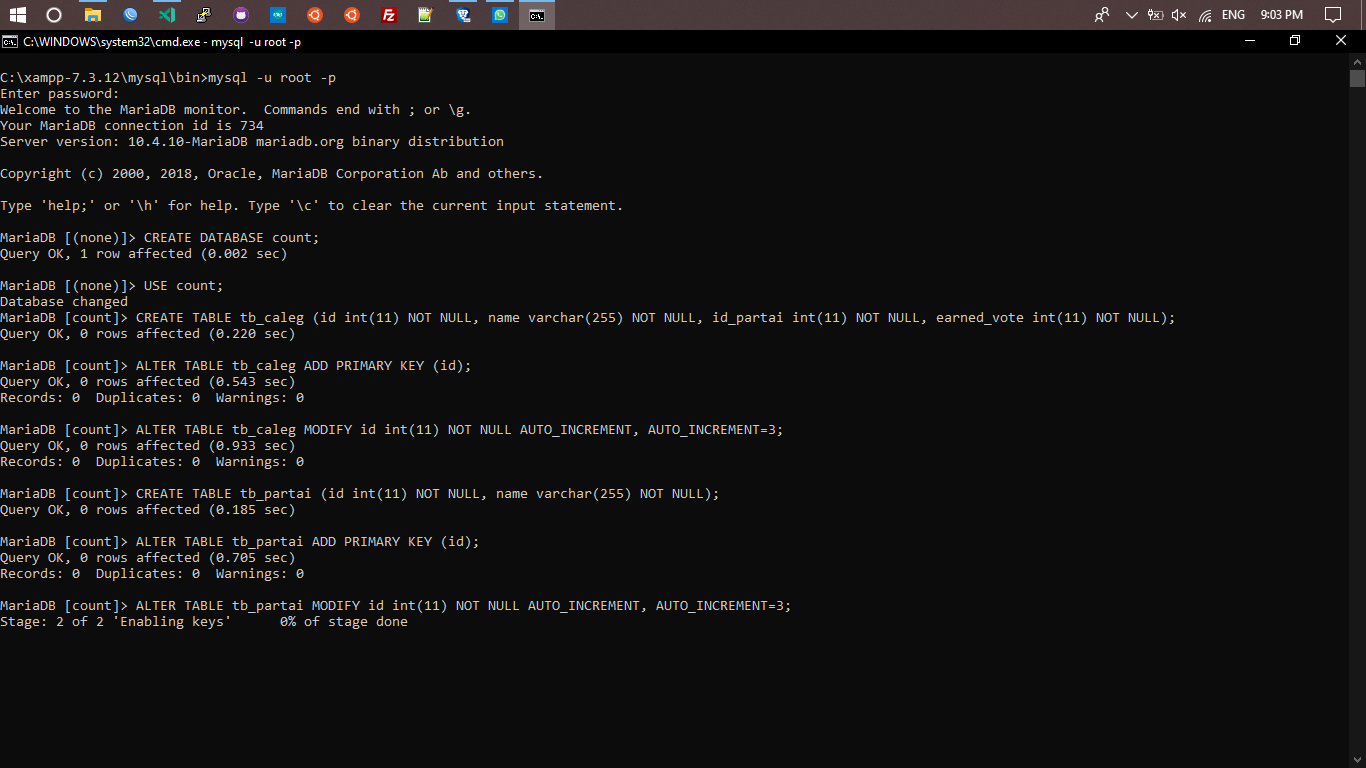 ENG 9:03 PM
C:\WINDOWS\system32\cmd.exe - mysql  -u root -p
C:\xampp-7.3.12\mysql\bin>mysql -u root -p
Enter password:
Welcome to the MariaDB monitor.  Commands end with ; or \g.
Your MariaDB connection id is 734
Server version: 10.4.10-MariaDB mariadb.org binary distribution
Copyright (c) 2000, 2018, Oracle, MariaDB Corporation Ab and others.
Type 'help;' or '\h' for help. Type '\c' to clear the current input statement.
MariaDB [(none)]> CREATE DATABASE count;
Query OK, 1 row affected (0.002 sec)
MariaDB [(none)]> USE count;
Database changed
MariaDB [count]> CREATE TABLE tb_caleg (id int(11) NOT NULL, name varchar(255) NOT NULL, id_partai int(11) NOT NULL, earned_vote int(11) NOT NULL);
Query OK, 0 rows affected (0.220 sec)
MariaDB [count]> ALTER TABLE tb_caleg ADD PRIMARY KEY (id);
Query OK, 0 rows affected (0.543 sec)
Records: 0  Duplicates: 0  Warnings: 0
MariaDB [count]> ALTER TABLE tb_caleg MODIFY id int(11) NOT NULL AUTO_INCREMENT, AUTO_INCREMENT=3;
Query OK, 0 rows affected (0.933 sec)
Records: 0  Duplicates: 0  Warnings: 0
MariaDB [count]> CREATE TABLE tb_partai (id int(11) NOT NULL, name varchar(255) NOT NULL);
Query OK, 0 rows affected (0.185 sec)
MariaDB [count]> ALTER TABLE tb_partai ADD PRIMARY KEY (id);
Query OK, 0 rows affected (0.705 sec)
Records: 0  Duplicates: 0  Warnings: 0
MariaDB [count]> ALTER TABLE tb_partai MODIFY id int(11) NOT NULL AUTO_INCREMENT, AUTO_INCREMENT=3;
Stage: 2 of 2 'Enabling keys'      0% of stage done